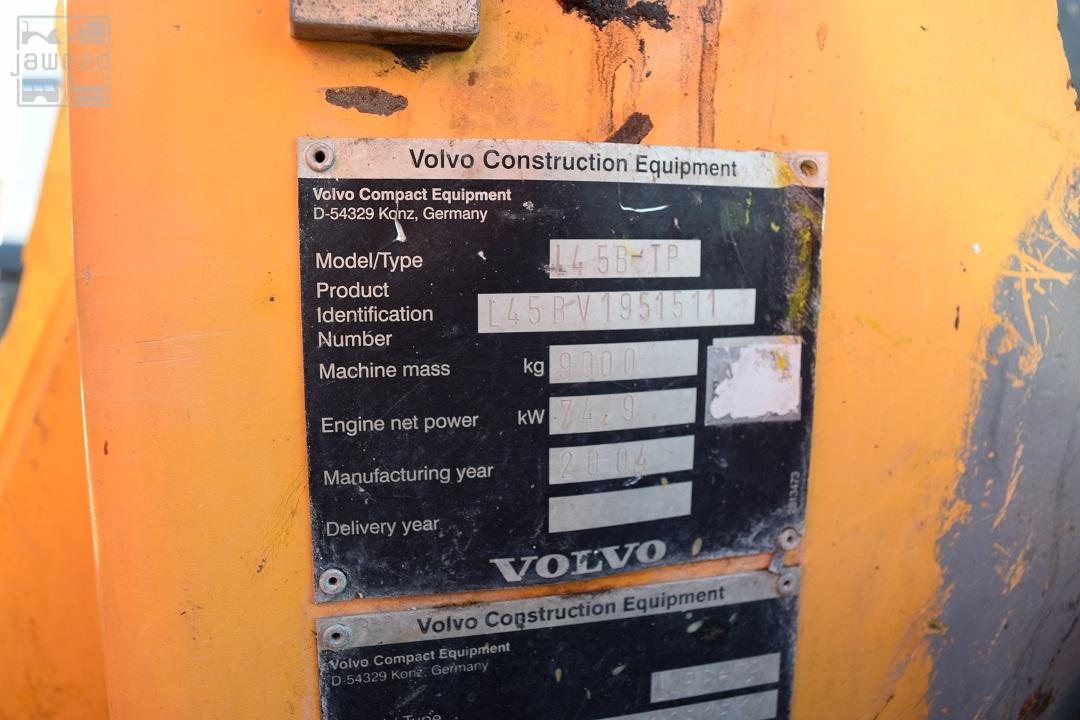 jaweed
Volvo Construction Equipment
Volvo Compact Equipment
D-54329 Konz, Germany
Model/Type L45B-TP
Product
Identification L45BV1951511
Number
Machine mass kg 9000
Engine net power kW 74,9
Manufacturing year 2004
Delivery year
VOLVO
Volvo Construction Equipment
Volvo Compact Equipment
D-54329 Konz, Germany